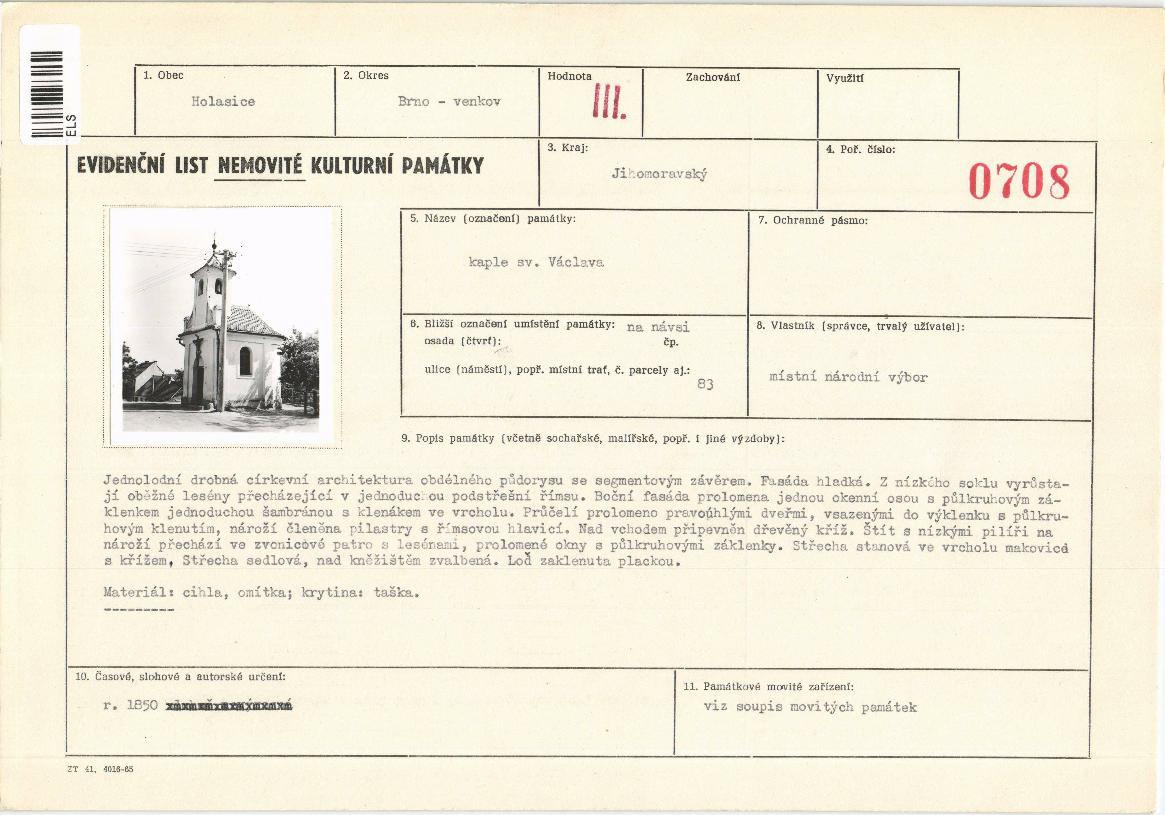 ELS
1. Obec
Holasice
2. Okres
Brno - venkov
Hodnota
III.
Zachování
Využití
EVIDENČNÍ LIST NEMOVITÉ KULTURNÍ PAMÁTKY
3. Kraj:
Jihomoravský
4. Poř. číslo:
0708
5. Název (označení) památky:
kaple sv. Václava
7. Ochranné pásmo:
6. Bližší označení umístění památky: na návsi
osada (čtvrť): čp.
ulice (náměstí), popř. místní trať, č. parcely aj.:
83
8. Vlastník (správce, trvalý uživatel):
místní národní výbor
9. Popis památky (včetně sochařské, malířské, popř. i jiné výzdoby):
Jednolodní drobná církevní architektura obdélného půdorysu se segmentovým závěrem. Fasáda hladká. Z nízkého soklu vyrůsta-
jí oběžné lesény přecházející v jednoduchou podstřešní římsu. Boční fasáda prolomena jednou okenní osou s půlkruhovým zá-
klenkem jednoduchou šambránou s klenákem ve vrcholu. Průčelí prolomeno pravoúhlými dveřmi, vsazenými do výklenku s půlkru-
hovým klenutím, nároží členěna pilastry s římsovou hlavicí. Nad vchodem připevněn dřevěný kříž. Štít s nízkými pilíři na
nároží přechází ve zvonicové patro s lesénami, prolomené okny s půlkruhovými záklenky. Střecha stanová ve vrcholu makovice
s křížem, Střecha sedlová, nad kněžištěm zvalbená. Loď zaklenuta plackou.
Materiál: cihla, omítka; krytina: taška.
10. Časové, slohové a autorské určení:
r. 1850
11. Památkové movité zařízení:
viz soupis movitých památek
ZT 41, 4016-65